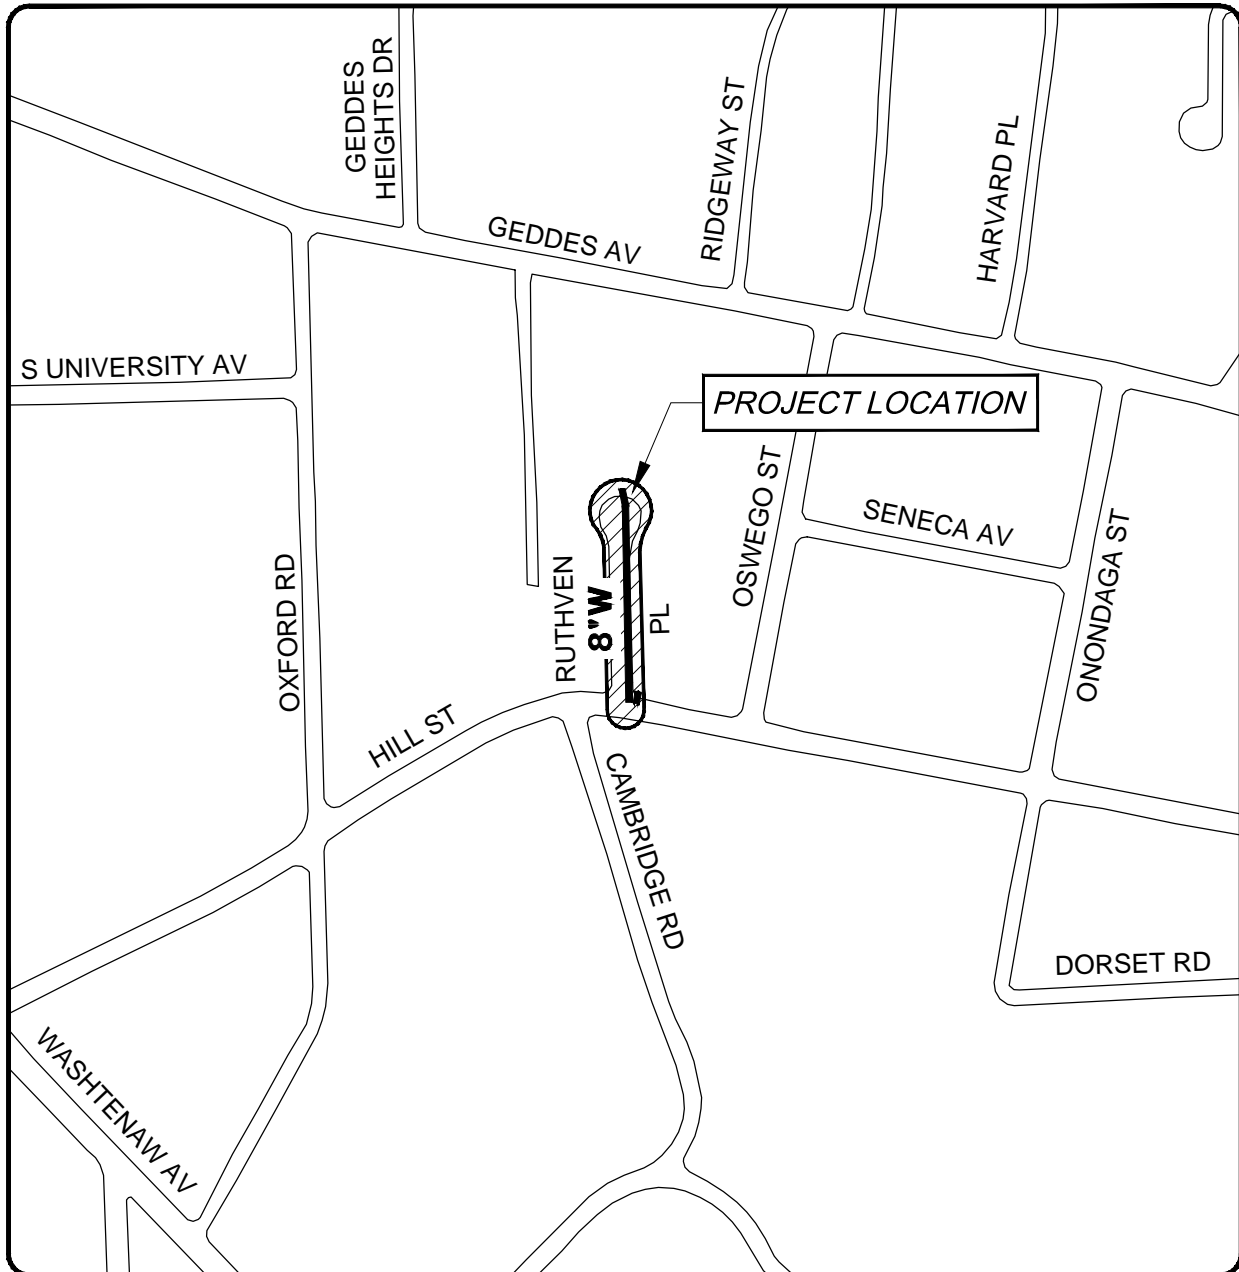 GEDDES
HEIGHTS DR
RIDGEWAY ST
HARVARD PL
GEDDES AV
S UNIVERSITY AV
PROJECT LOCATION
OSWEGO ST
SENECA AV
ONONDAGA ST
OXFORD RD
RUTHVEN
8"W
PL
HILL ST
CAMBRIDGE RD
DORSET RD
WASHTENAW AV